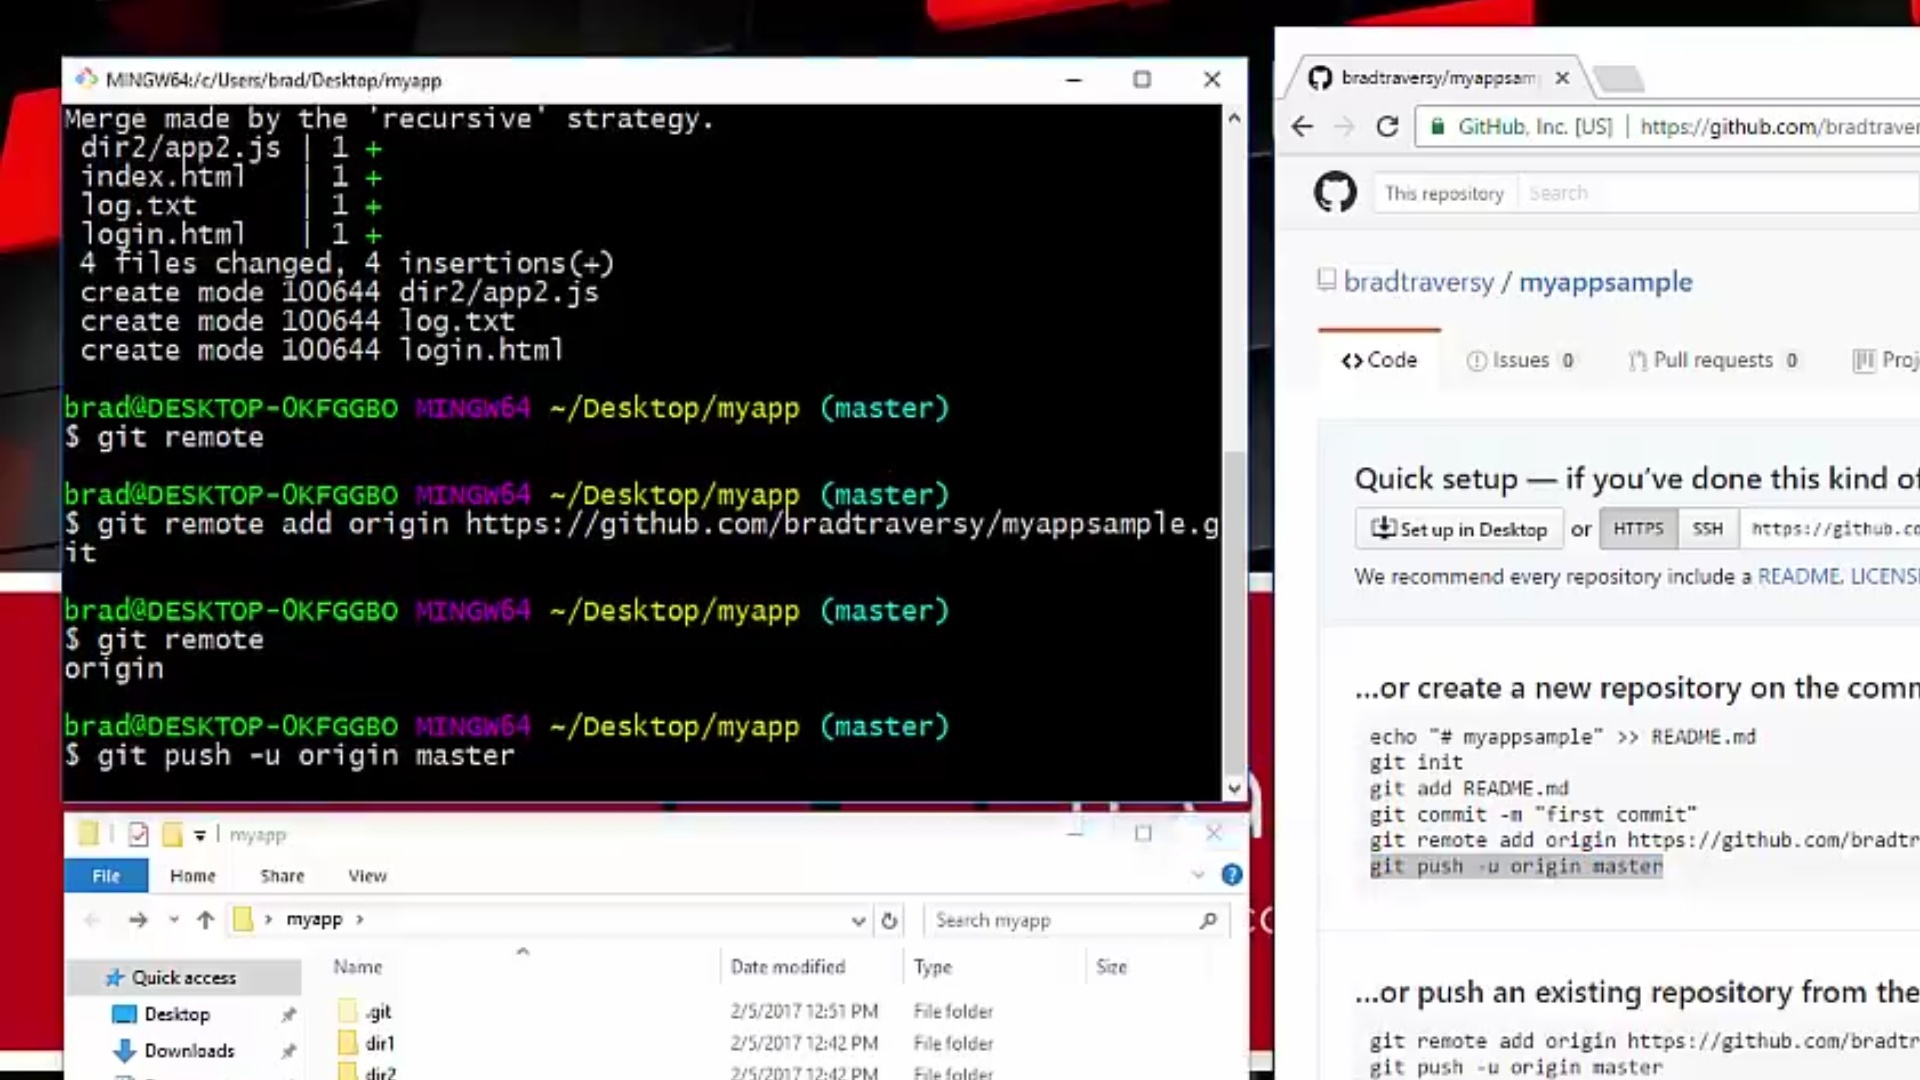 MINGW64:/c/Users/brad/Desktop/myapp
Merge made by the 'recursive' strategy.
dir2/app2.js | 1 +
index.html | 1 +
log.txt | 1 +
login.html | 1 +
4 files changed, 4 insertions(+)
create mode 100644 dir2/app2.js
create mode 100644 log.txt
create mode 100644 login.html
brad@DESKTOP-0KFGGBO MINGW64 ~/Desktop/myapp (master)
$ git remote
brad@DESKTOP-0KFGGBO MINGW64 ~/Desktop/myapp (master)
$ git remote add origin https://github.com/bradtraversy/myappsample.g
it
brad@DESKTOP-0KFGGBO MINGW64 ~/Desktop/myapp (master)
$ git remote
origin
brad@DESKTOP-0KFGGBO MINGW64 ~/Desktop/myapp (master)
$ git push -u origin master
myapp
File Home Share View
myapp
Search myapp
Name Date modified Type Size
Quick access
Desktop
Downloads
.git 2/5/2017 12:51 PM File folder
dir1 2/5/2017 12:42 PM File folder
dir2 2/5/2017 12:42 PM File folder
bradtraversy/myappsam
GitHub, Inc. [US] | https://github.com/bradtraver
This repository Search
bradtraversy / myappsample
Code Issues 0 Pull requests 0 Proj
Quick setup — if you've done this kind of
Set up in Desktop or HTTPS SSH https://github.co
We recommend every repository include a README, LICENS
...or create a new repository on the comm
echo "# myappsample" >> README.md
git init
git add README.md
git commit -m "first commit"
git remote add origin https://github.com/bradtr
git push -u origin master
...or push an existing repository from the
git remote add origin https://github.com/bradtr
git push -u origin master